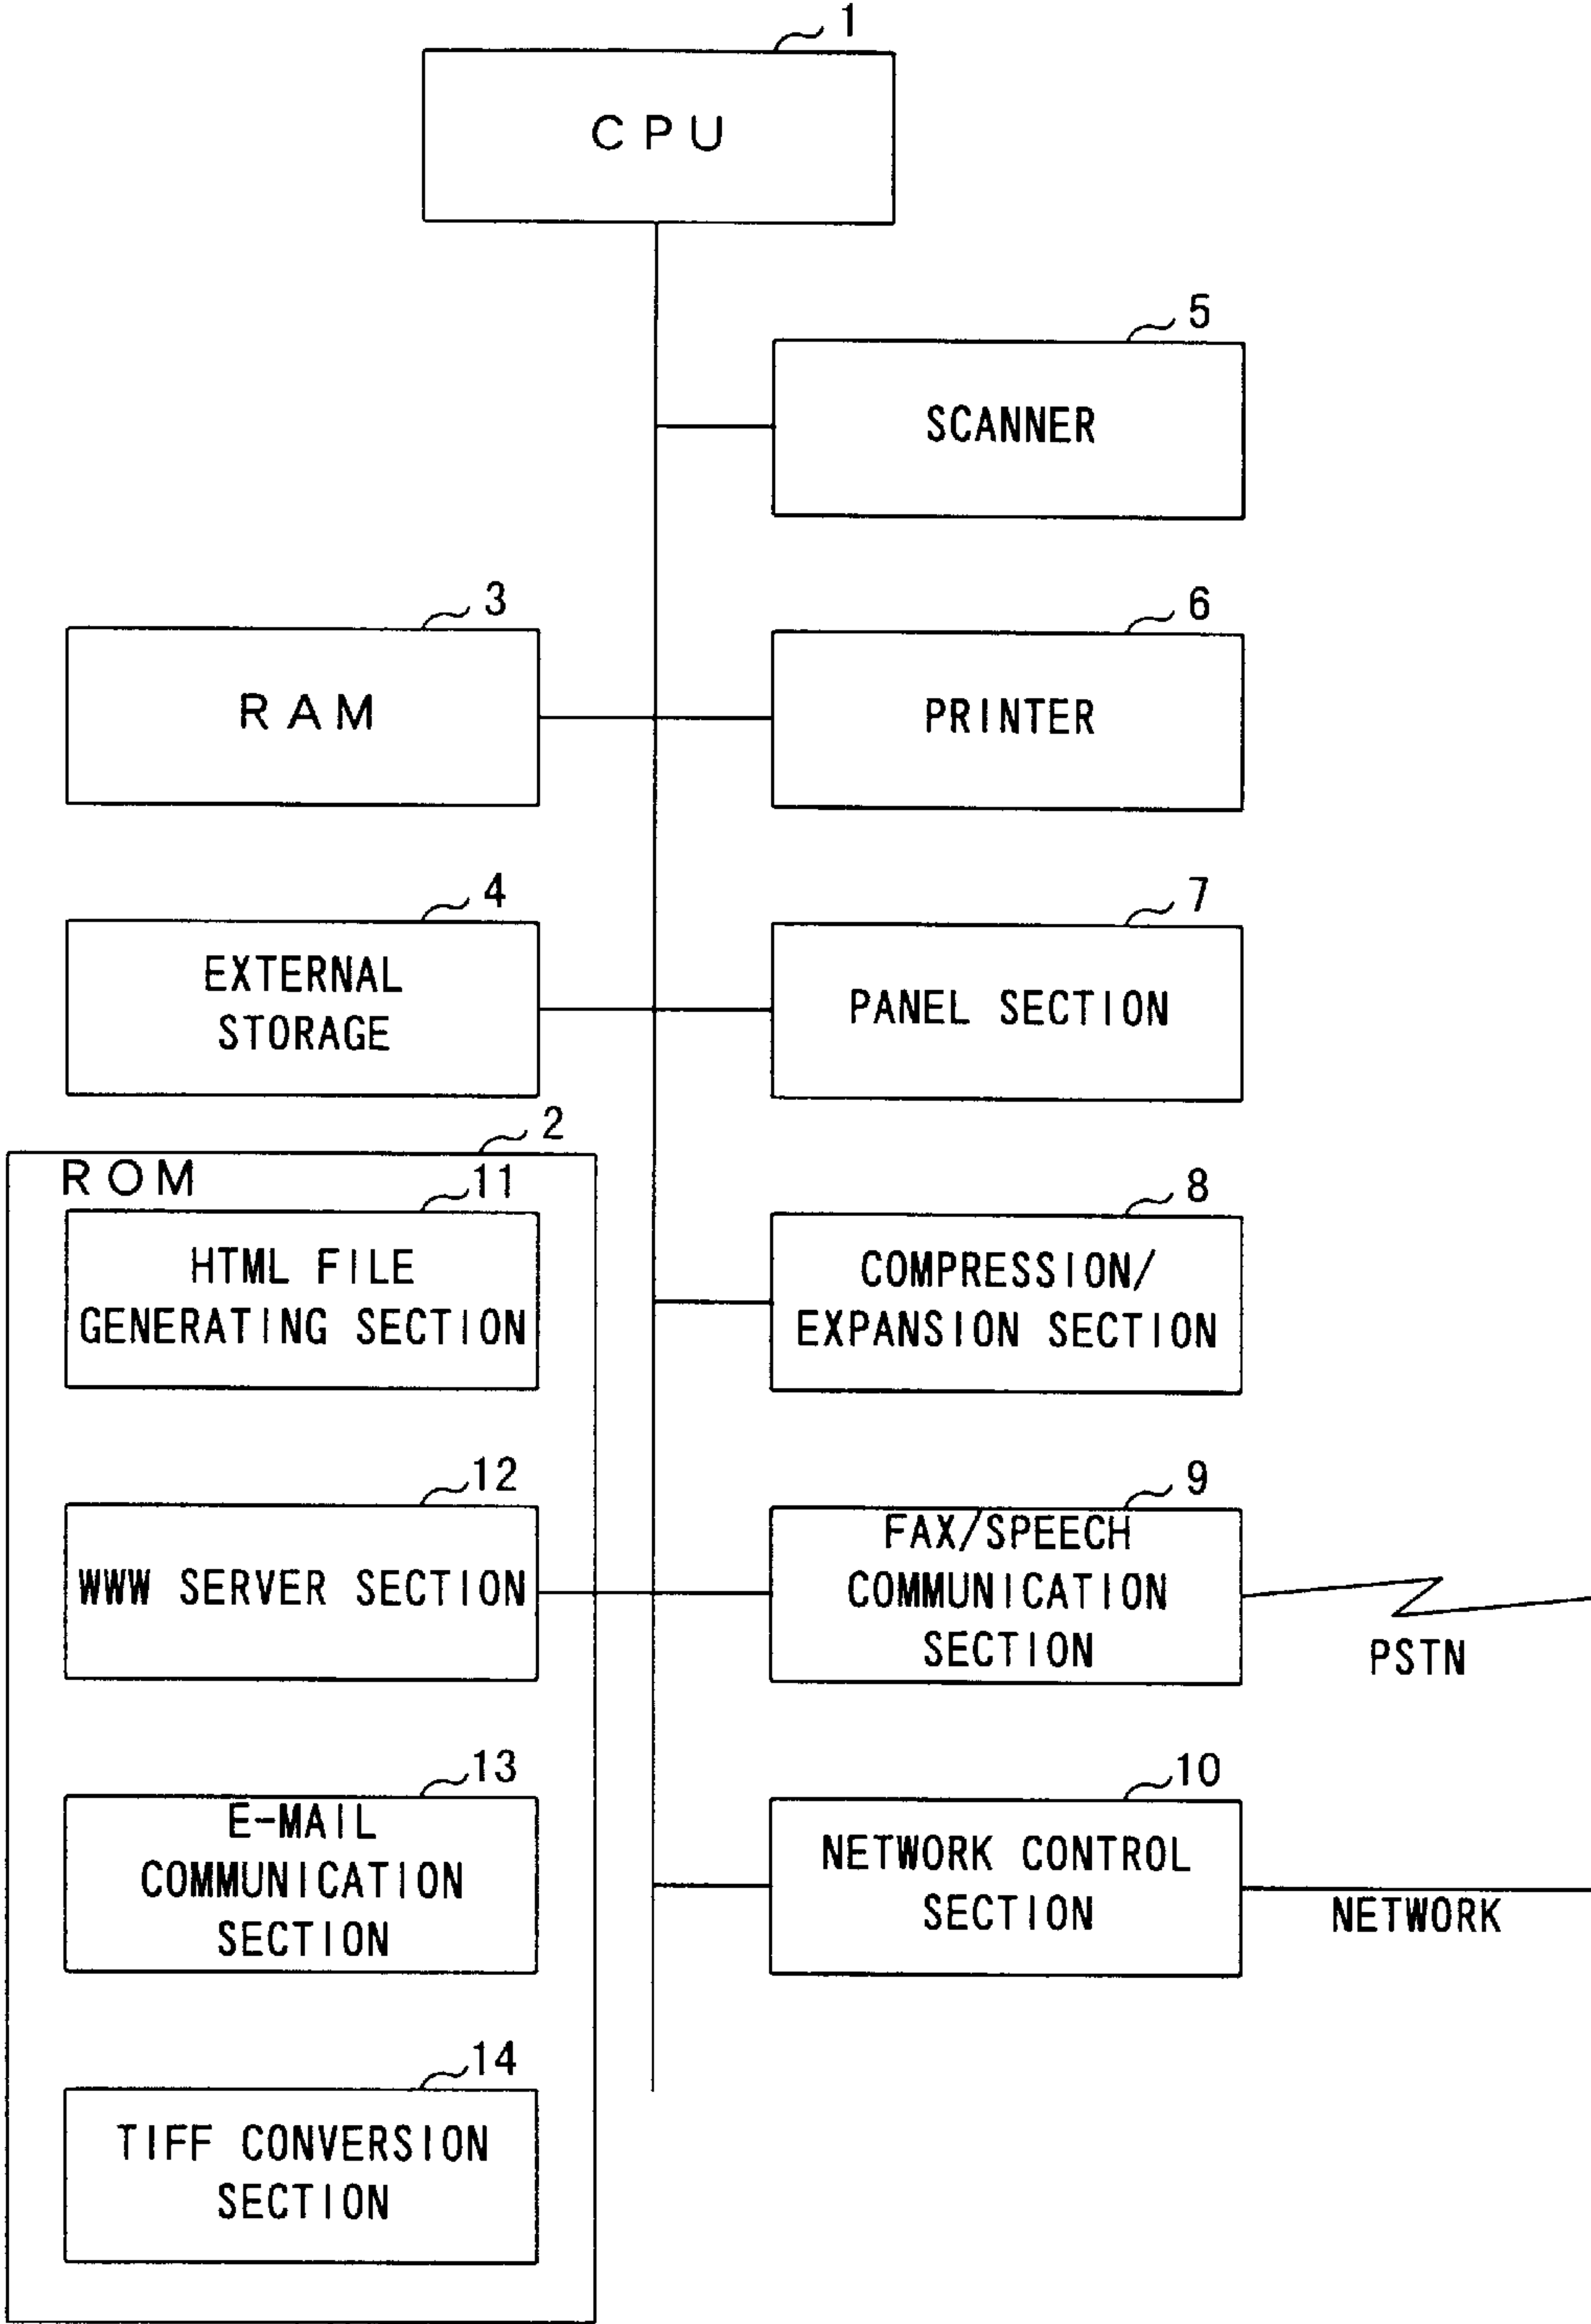 1
CPU
5
SCANNER
3
RAM
6
PRINTER
4
EXTERNAL
STORAGE
7
PANEL SECTION
2
ROM
11
HTML FILE
GENERATING SECTION
8
COMPRESSION/
EXPANSION SECTION
12
WWW SERVER SECTION
9
FAX/SPEECH
COMMUNICATION
SECTION
PSTN
13
E-MAIL
COMMUNICATION
SECTION
10
NETWORK CONTROL
SECTION
NETWORK
14
TIFF CONVERSION
SECTION